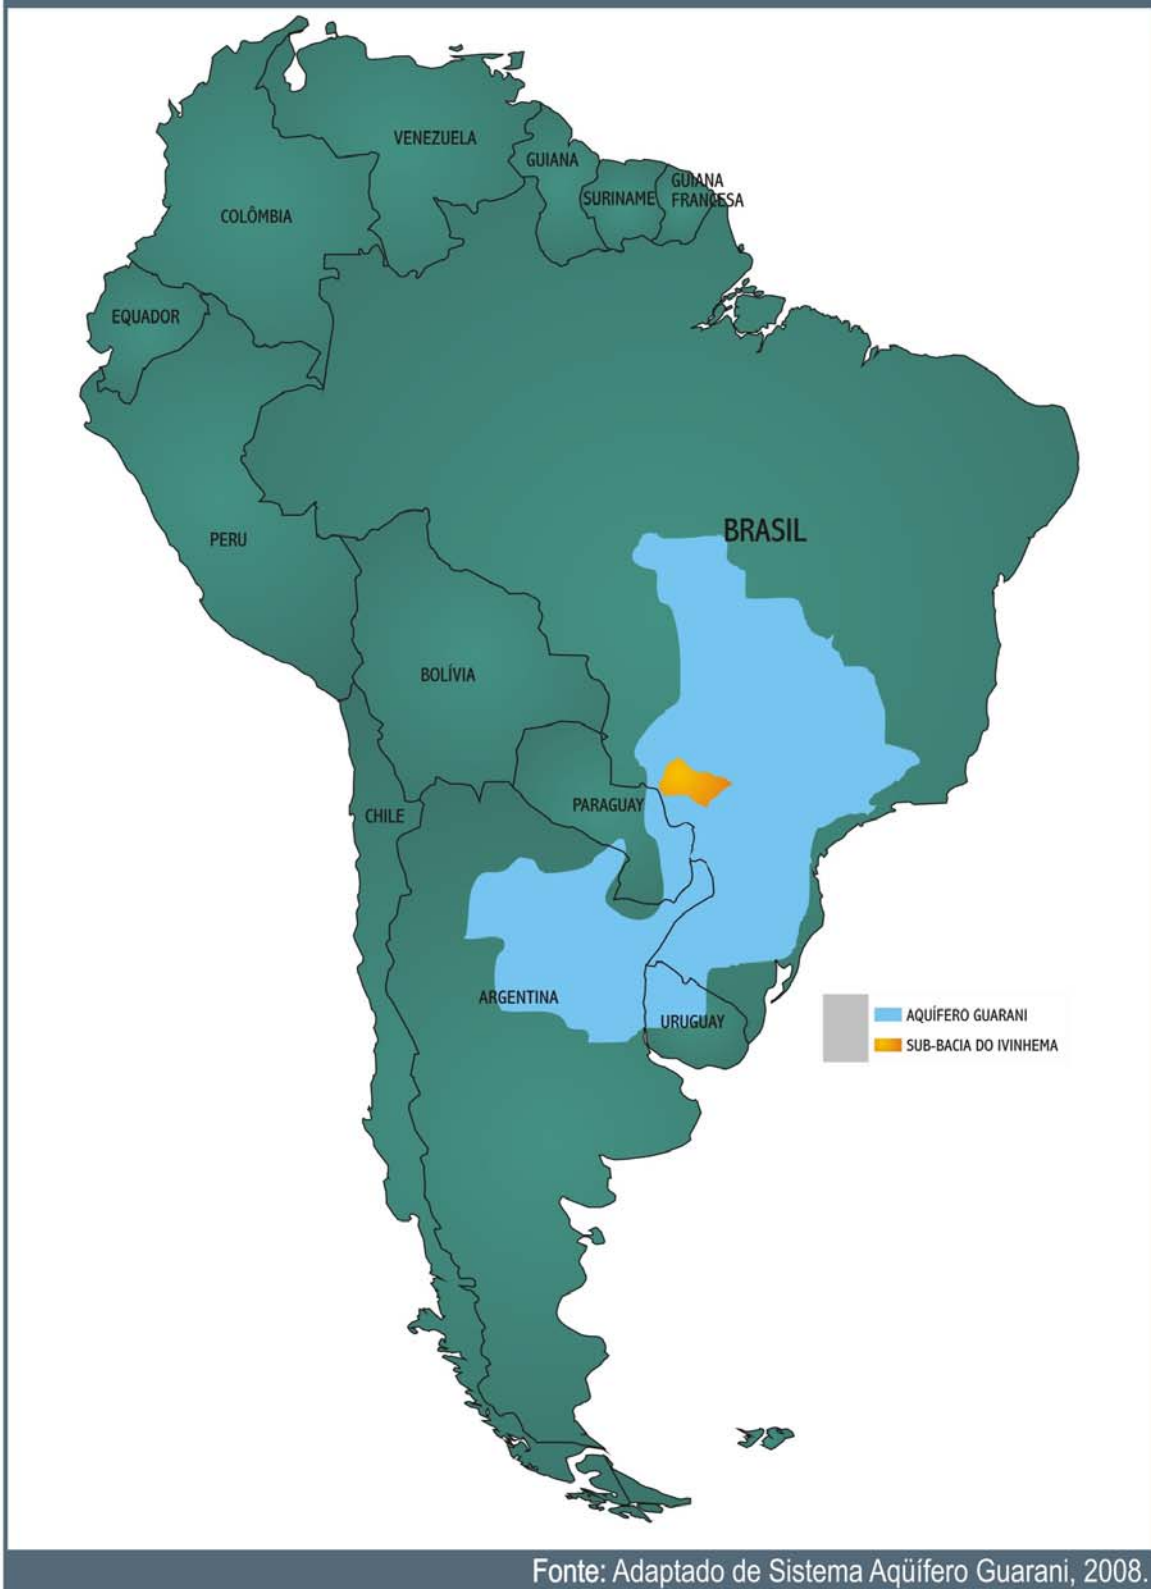 VENEZUELA
GUIANA
SURINAME
GUIANA
FRANCESA
COLÔMBIA
EQUADOR
BRASIL
PERU
BOLÍVIA
PARAGUAY
CHILE
ARGENTINA
URUGUAY
AQUÍFERO GUARANI
SUB-BACIA DO IVINHEMA
Fonte: Adaptado de Sistema Aqüífero Guarani, 2008.